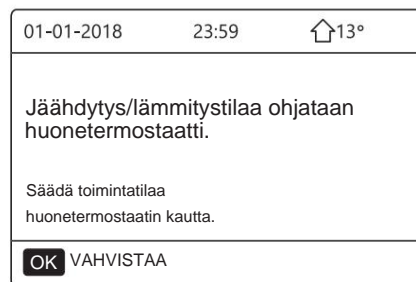 01-01-2018 23:59 13°
Jäähdytys/lämmitystilaa ohjataan
huonetermostaatti.
Säädä toimintatilaa
huonetermostaatin kautta.
OK VAHVISTAA